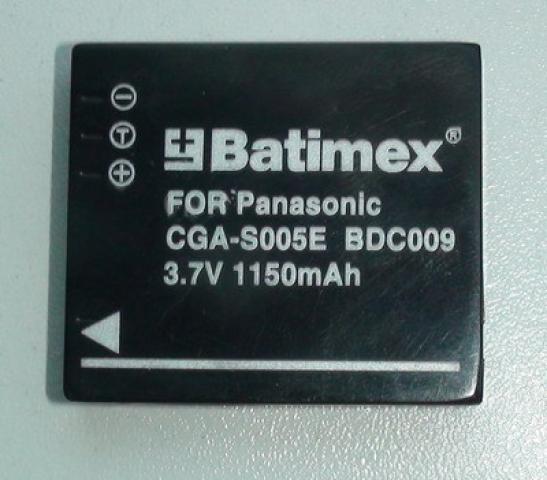 Batimex®
FOR Panasonic
CGA-S005E BDC009
3.7V 1150mAh
−
T
+